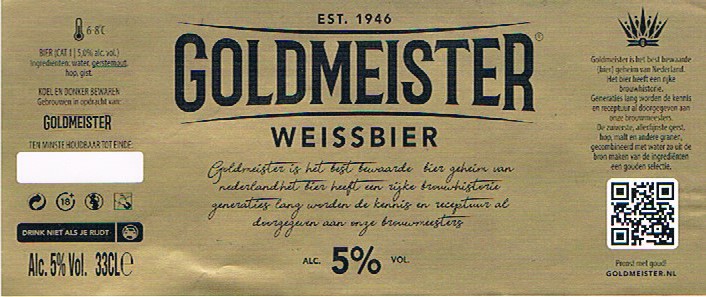 6-8°C
BIER (CAT I | 5,0% alc. vol.)
Ingrediënten: water, gerstemout,
hop, gist.
KOEL EN DONKER BEWAREN
Gebrouwen in opdracht van:
GOLDMEISTER
TEN MINSTE HOUDBAAR TOT EINDE:
18+
DRINK NIET ALS JE RIJDT
Alc. 5% Vol. 33CL e
EST. 1946
GOLDMEISTER®
WEISSBIER
Goldmeister is hét best bewaarde bier geheim van
nederland het bier heeft een rijke brouwhistorie
generaties lang worden de kennis en receptuur al
doorgegeven aan onze brouwmeesters
ALC. 5% VOL.
Goldmeister is het best bewaarde
(bier) geheim van Nederland.
Het bier heeft een rijke
brouwhistorie.
Generaties lang worden de kennis
en receptuur al doorgegeven aan
onze brouwmeesters.
De zuiverste, allerfijnste gerst,
hop, malt en andere granen,
gecombineerd met water zo uit de
bron maken van de ingrediënten
een gouden selectie.
Proost met goud!
GOLDMEISTER.NL